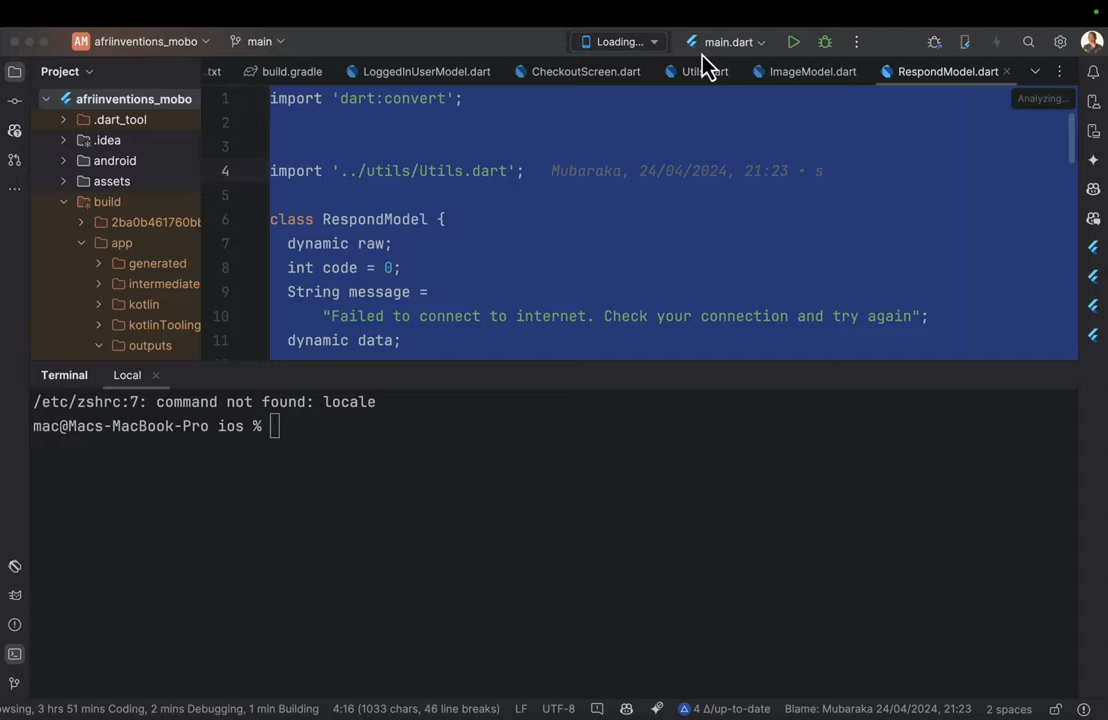 AM afriinventions_mobo main Loading... main.dart
Project .txt build.gradle LoggedInUserModel.dart CheckoutScreen.dart ImageModel.dart RespondModel.dart
afriinventions_mobo
.dart_tool
.idea
android
assets
build
2ba0b461760bb
app
generated
intermediate
kotlin
kotlinTooling
outputs
Analyzing...
1 import 'dart:convert';
2
3
4 import '../utils/Utils.dart'; Mubaraka, 24/04/2024, 21:23 • s
5
6 class RespondModel {
7 dynamic raw;
8 int code = 0;
9 String message =
10 "Failed to connect to internet. Check your connection and try again";
11 dynamic data;
Terminal Local
/etc/zshrc:7: command not found: locale
mac@Macs-MacBook-Pro ios %
owsing, 3 hrs 51 mins Coding, 2 mins Debugging, 1 min Building 4:16 (1033 chars, 46 line breaks) LF UTF-8 4 Δ/up-to-date Blame: Mubaraka 24/04/2024, 21:23 2 spaces